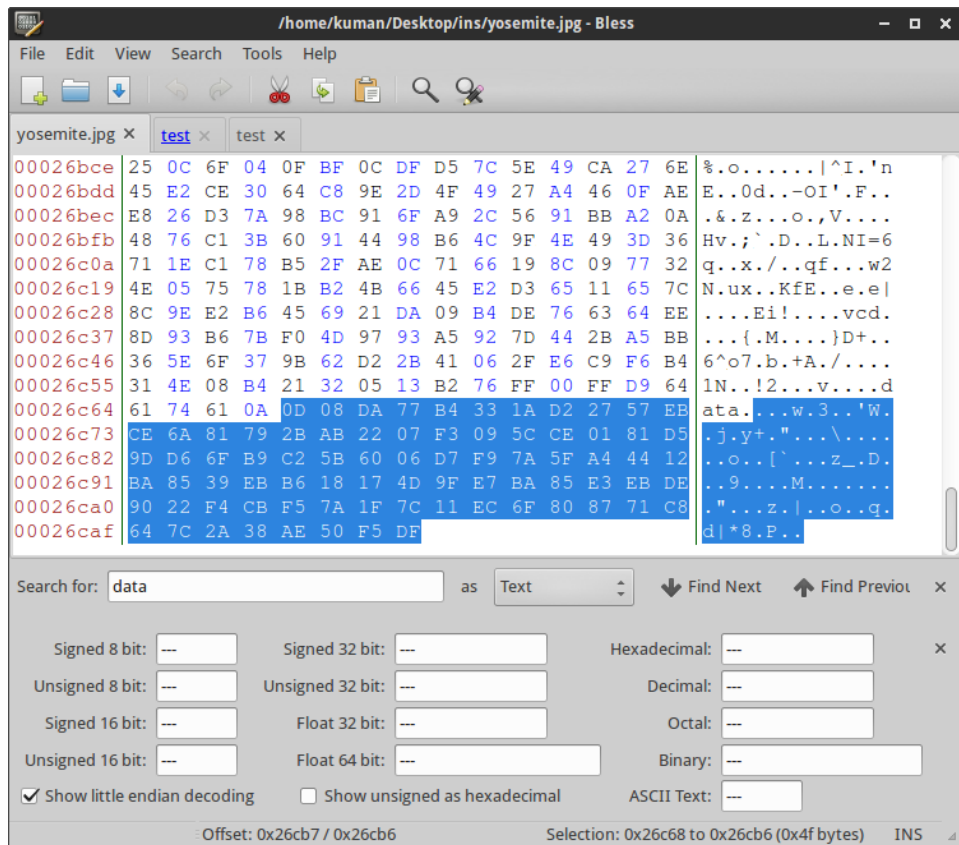 /home/kuman/Desktop/ins/yosemite.jpg - Bless
File Edit View Search Tools Help
yosemite.jpg × test × test ×
00026bce 25 0C 6F 04 0F BF 0C DF D5 7C 5E 49 CA 27 6E %.o......|^I.'n
00026bdd 45 E2 CE 30 64 C8 9E 2D 4F 49 27 A4 46 0F AE E..0d..-OI'.F..
00026bec E8 26 D3 7A 98 BC 91 6F A9 2C 56 91 BB A2 0A .&.z...o.,V....
00026bfb 48 76 C1 3B 60 91 44 98 B6 4C 9F 4E 49 3D 36 Hv.;`.D..L.NI=6
00026c0a 71 1E C1 78 B5 2F AE 0C 71 66 19 8C 09 77 32 q..x./..qf...w2
00026c19 4E 05 75 78 1B B2 4B 66 45 E2 D3 65 11 65 7C N.ux..KfE..e.e|
00026c28 8C 9E E2 B6 45 69 21 DA 09 B4 DE 76 63 64 EE ....Ei!....vcd.
00026c37 8D 93 B6 7B F0 4D 97 93 A5 92 7D 44 2B A5 BB ...{.M....}D+..
00026c46 36 5E 6F 37 9B 62 D2 2B 41 06 2F E6 C9 F6 B4 6^o7.b.+A./....
00026c55 31 4E 08 B4 21 32 05 13 B2 76 FF 00 FF D9 64 1N..!2...v....d
00026c64 61 74 61 0A 0D 08 DA 77 B4 33 1A D2 27 57 EB ata....w.3..'W.
00026c73 CE 6A 81 79 2B AB 22 07 F3 09 5C CE 01 81 D5 .j.y+."...\....
00026c82 9D D6 6F B9 C2 5B 60 06 D7 F9 7A 5F A4 44 12 ..o..[`...z_.D.
00026c91 BA 85 39 EB B6 18 17 4D 9F E7 BA 85 E3 EB DE ..9....M.......
00026ca0 90 22 F4 CB F5 7A 1F 7C 11 EC 6F 80 87 71 C8 ."...z.|..o..q.
00026caf 64 7C 2A 38 AE 50 F5 DF d|*8.P..
Search for: data as Text Find Next Find Previou ×
Signed 8 bit: --- Signed 32 bit: --- Hexadecimal: --- ×
Unsigned 8 bit: --- Unsigned 32 bit: --- Decimal: ---
Signed 16 bit: --- Float 32 bit: --- Octal: ---
Unsigned 16 bit: --- Float 64 bit: --- Binary: ---
Show little endian decoding Show unsigned as hexadecimal ASCII Text: ---
Offset: 0x26cb7 / 0x26cb6 Selection: 0x26c68 to 0x26cb6 (0x4f bytes) INS